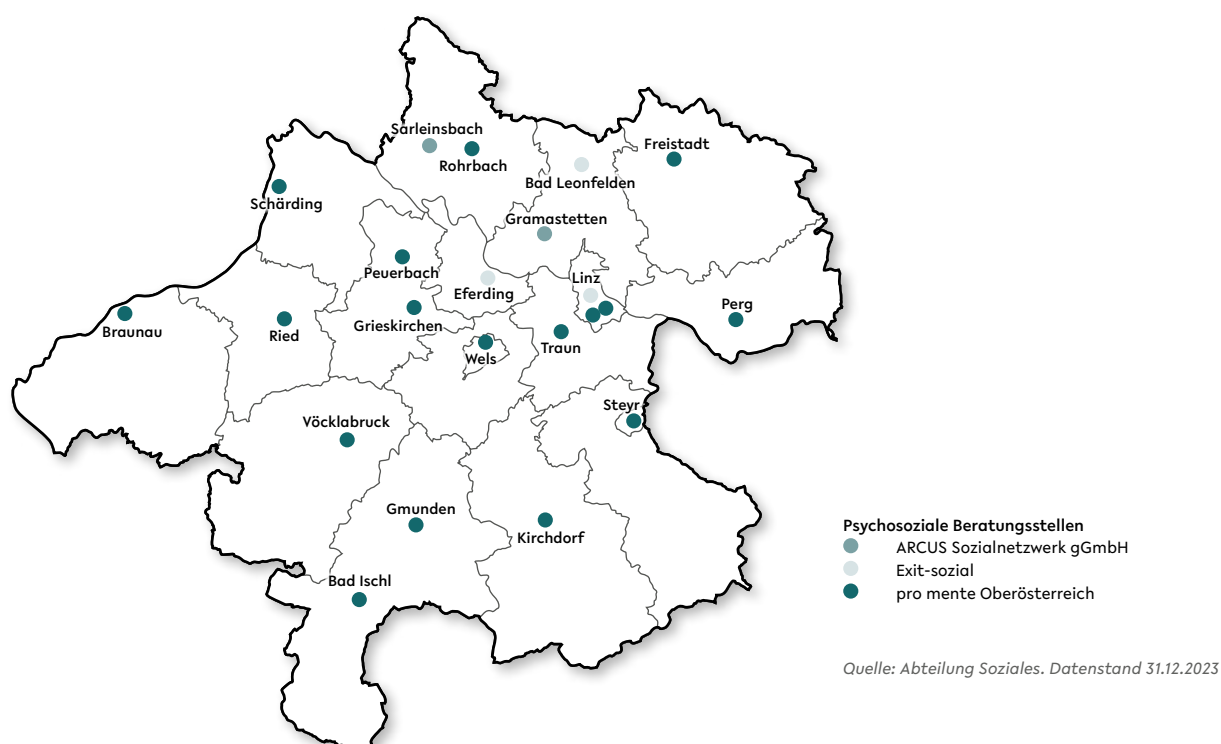 Sarleinsbach
Rohrbach
Freistadt
Bad Leonfelden
Schärding
Gramastetten
Peuerbach
Linz
Eferding
Perg
Braunau
Ried
Grieskirchen
Traun
Wels
Steyr
Vöcklabruck
Gmunden
Kirchdorf
Bad Ischl
Psychosoziale Beratungsstellen
ARCUS Sozialnetzwerk gGmbH
Exit-sozial
pro mente Oberösterreich
Quelle: Abteilung Soziales. Datenstand 31.12.2023